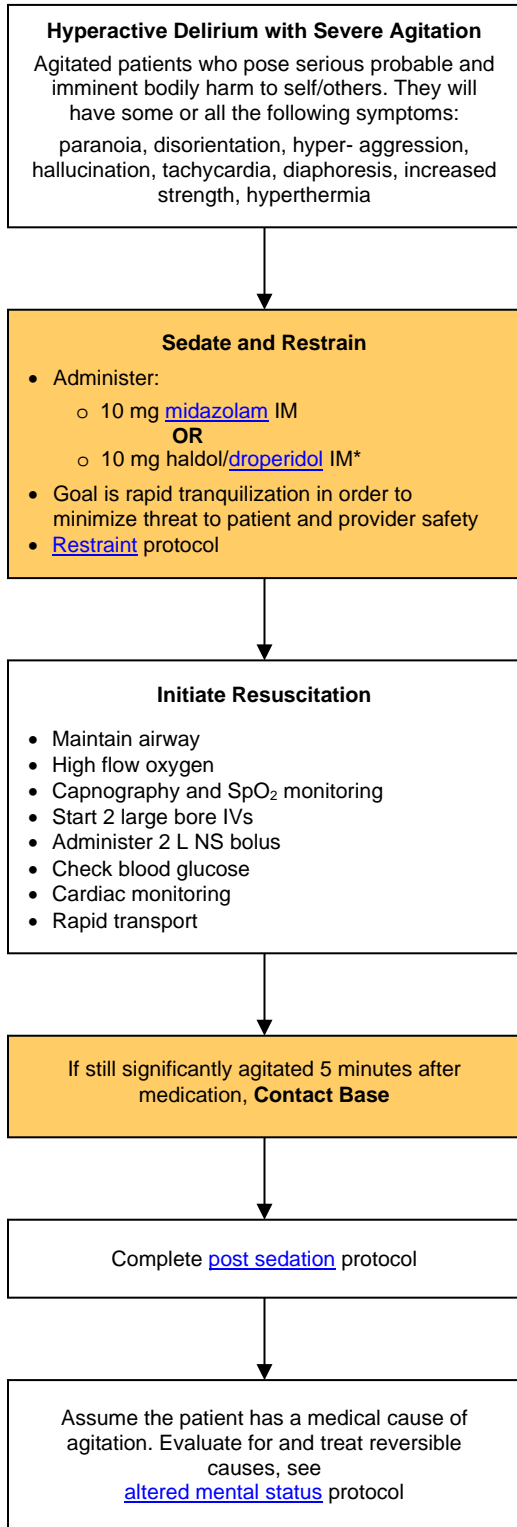 Hyperactive Delirium with Severe Agitation
Agitated patients who pose serious probable and
imminent bodily harm to self/others. They will
have some or all the following symptoms:
paranoia, disorientation, hyper- aggression,
hallucination, tachycardia, diaphoresis, increased
strength, hyperthermia
Sedate and Restrain
• Administer:
o 10 mg midazolam IM
OR
o 10 mg haldol/droperidol IM*
• Goal is rapid tranquilization in order to
minimize threat to patient and provider safety
• Restraint protocol
Initiate Resuscitation
• Maintain airway
• High flow oxygen
• Capnography and SpO₂ monitoring
• Start 2 large bore IVs
• Administer 2 L NS bolus
• Check blood glucose
• Cardiac monitoring
• Rapid transport
If still significantly agitated 5 minutes after
medication, Contact Base
Complete post sedation protocol
Assume the patient has a medical cause of
agitation. Evaluate for and treat reversible
causes, see
altered mental status protocol